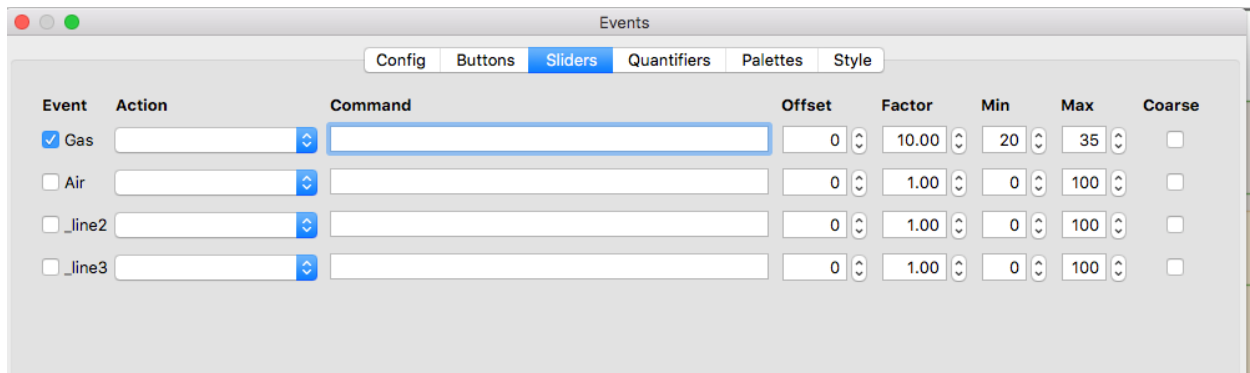 Events
Config Buttons Sliders Quantifiers Palettes Style
Event Action Command Offset Factor Min Max Coarse
Gas 0 10.00 20 35
Air 0 1.00 0 100
_line2 0 1.00 0 100
_line3 0 1.00 0 100